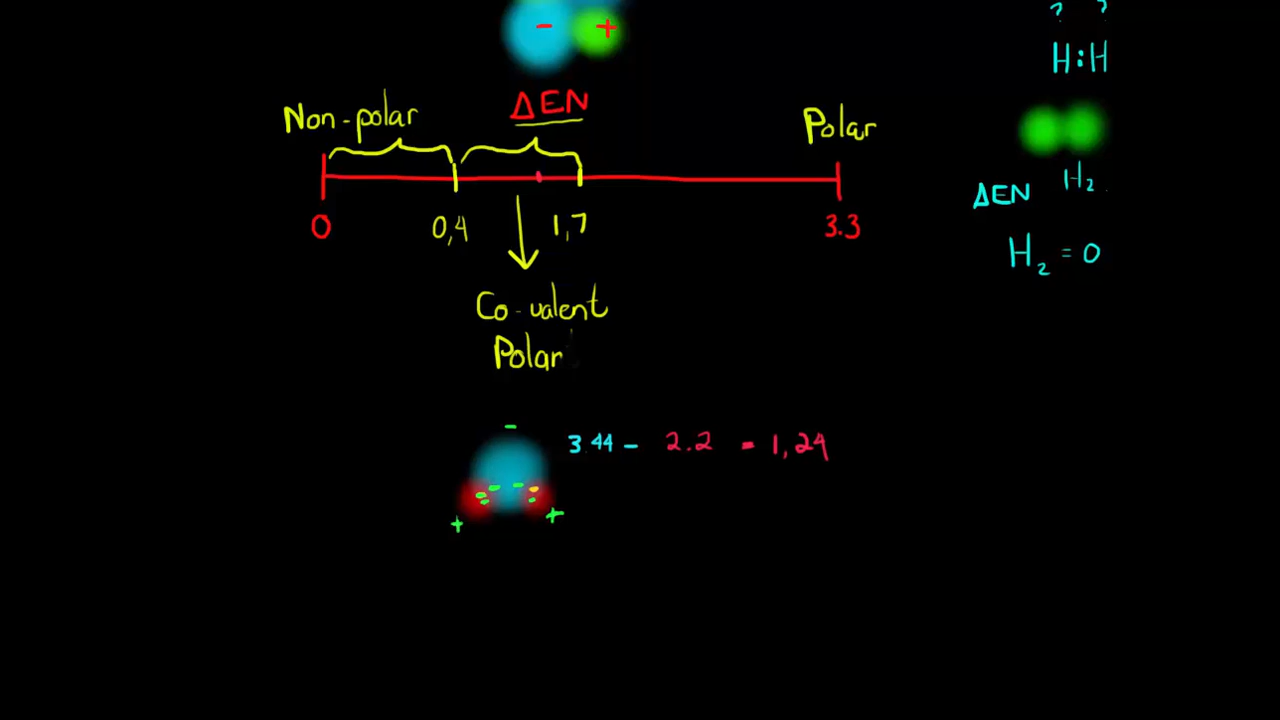 - +
ΔEN
Non-polar
Polar
0
0,4
1,7
3.3
Co-valent
Polar
-
3.44 - 2.2 = 1,24
+ +
? ?
H:H
H₂
ΔEN
H₂ = 0